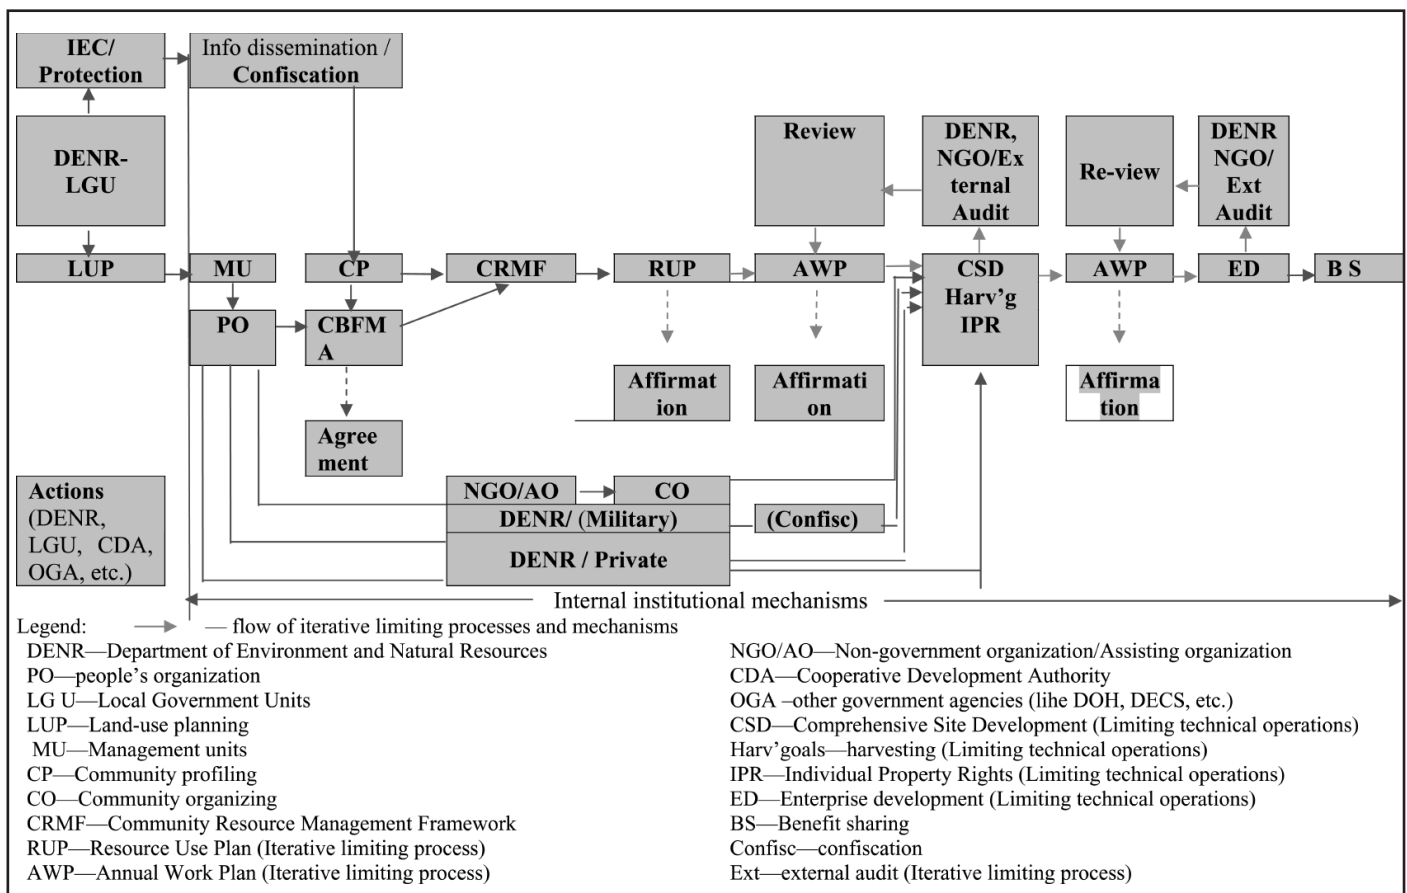 IEC/
Protection
Info dissemination /
Confiscation
DENR-
LGU
Review
DENR,
NGO/Ex
ternal
Audit
Re-view
DENR
NGO/
Ext
Audit
LUP
MU
CP
CRMF
RUP
AWP
CSD
Harv’g
IPR
AWP
ED
B S
PO
CBFM
A
Affirmat
ion
Affirmati
on
Affirma
tion
Agree
ment
Actions
(DENR,
LGU, CDA,
OGA, etc.)
NGO/AO
CO
DENR/ (Military)
(Confisc)
DENR / Private
Internal institutional mechanisms
Legend: — flow of iterative limiting processes and mechanisms
DENR—Department of Environment and Natural Resources
PO—people’s organization
LG U—Local Government Units
LUP—Land-use planning
MU—Management units
CP—Community profiling
CO—Community organizing
CRMF—Community Resource Management Framework
RUP—Resource Use Plan (Iterative limiting process)
AWP—Annual Work Plan (Iterative limiting process)
NGO/AO—Non-government organization/Assisting organization
CDA—Cooperative Development Authority
OGA –other government agencies (lihe DOH, DECS, etc.)
CSD—Comprehensive Site Development (Limiting technical operations)
Harv’goals—harvesting (Limiting technical operations)
IPR—Individual Property Rights (Limiting technical operations)
ED—Enterprise development (Limiting technical operations)
BS—Benefit sharing
Confisc—confiscation
Ext—external audit (Iterative limiting process)